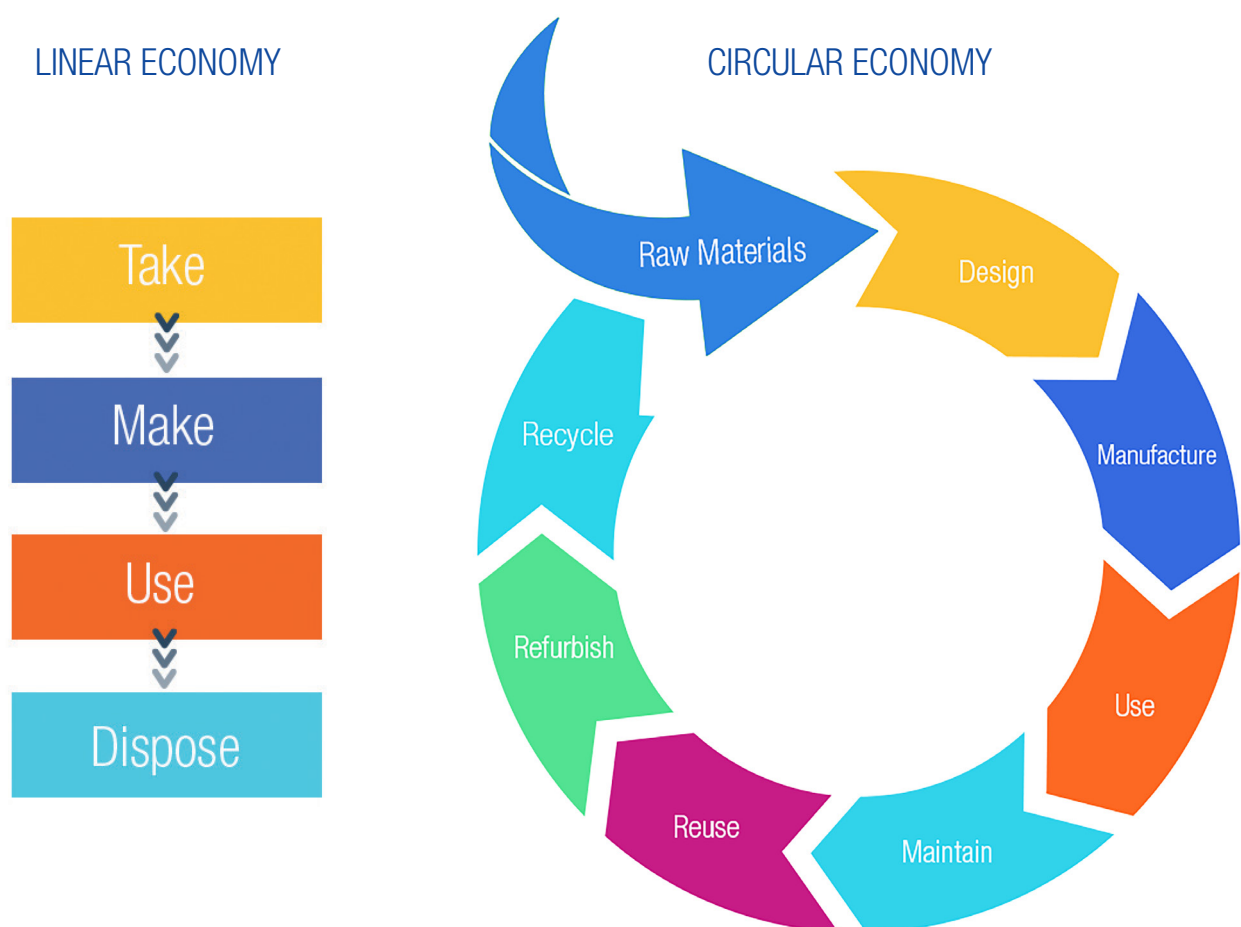 LINEAR ECONOMY
Take
Make
Use
Dispose
CIRCULAR ECONOMY
Raw Materials
Design
Manufacture
Use
Maintain
Reuse
Refurbish
Recycle